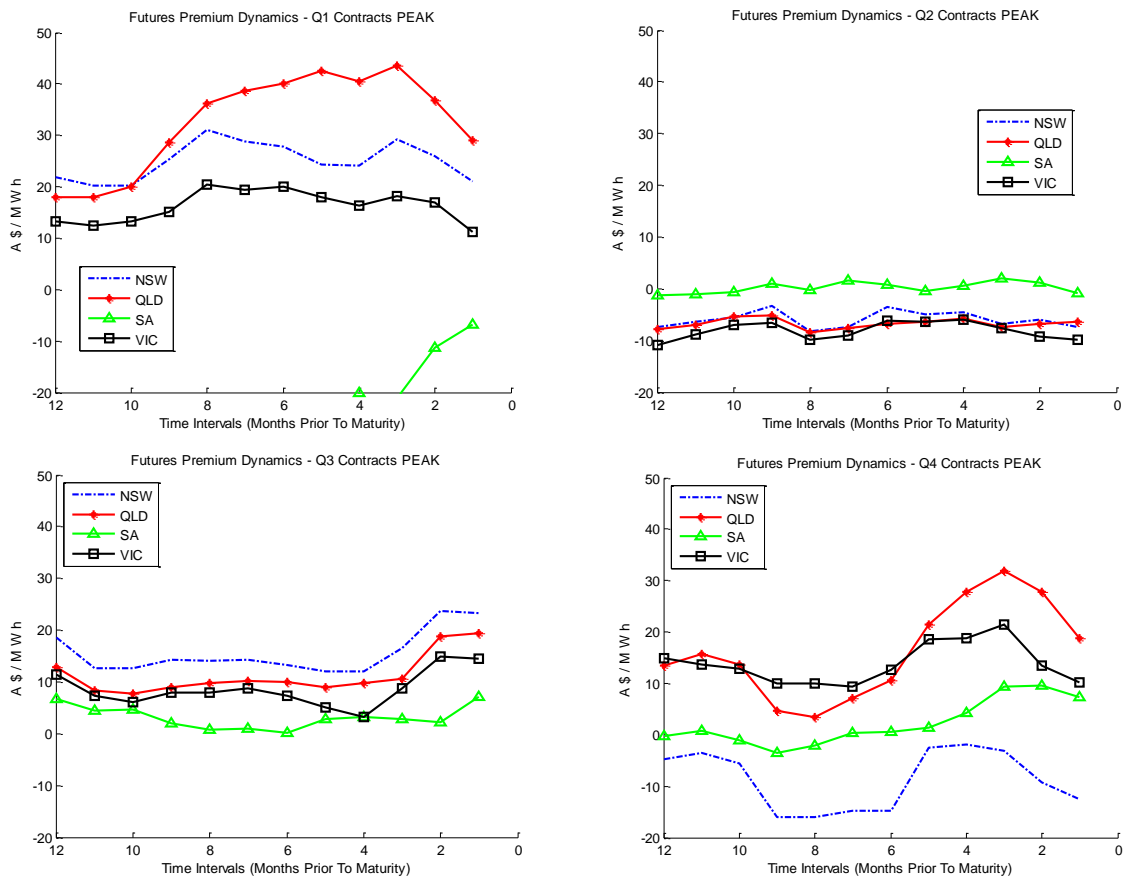 Futures Premium Dynamics - Q1 Contracts PEAK
50
40
30
20
10
0
-10
-20
A $ / M W h
NSW
QLD
SA
VIC
12 10 8 6 4 2 0
Time Intervals (Months Prior To Maturity)
Futures Premium Dynamics - Q2 Contracts PEAK
50
40
30
20
10
0
-10
-20
A $ / M W h
NSW
QLD
SA
VIC
12 10 8 6 4 2 0
Time Intervals (Months Prior To Maturity)
Futures Premium Dynamics - Q3 Contracts PEAK
50
40
30
20
10
0
-10
-20
A $ / M W h
NSW
QLD
SA
VIC
12 10 8 6 4 2 0
Time Intervals (Months Prior To Maturity)
Futures Premium Dynamics - Q4 Contracts PEAK
50
40
30
20
10
0
-10
-20
A $ / M W h
NSW
QLD
SA
VIC
12 10 8 6 4 2 0
Time Intervals (Months Prior To Maturity)